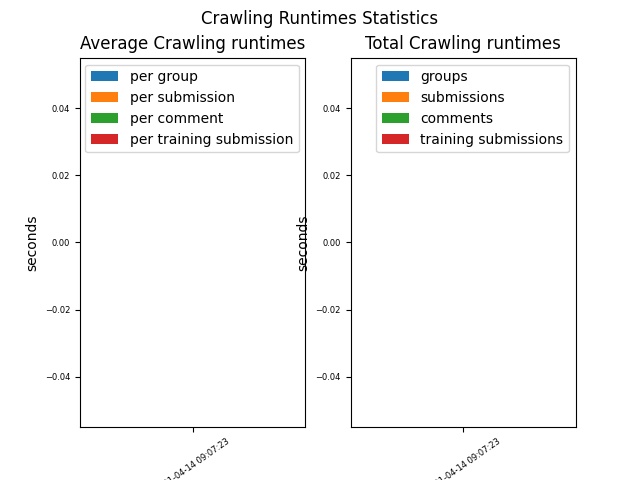 Crawling Runtimes Statistics
Average Crawling runtimes
per group
per submission
per comment
per training submission
seconds
0.04
0.02
0.00
−0.02
−0.04
1-04-14 09:07:23
Total Crawling runtimes
groups
submissions
comments
training submissions
seconds
0.04
0.02
0.00
−0.02
−0.04
1-04-14 09:07:23